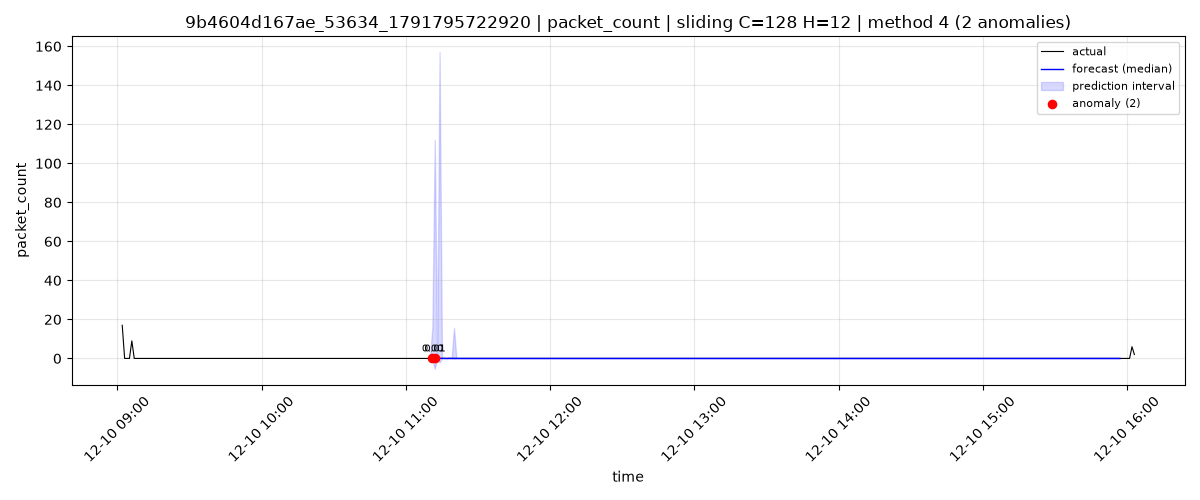 9b4604d167ae_53634_1791795722920 | packet_count | sliding C=128 H=12 | method 4 (2 anomalies)
actual
forecast (median)
prediction interval
anomaly (2)
packet_count
160
140
120
100
80
60
40
20
0
12-10 09:00
12-10 10:00
12-10 11:00
12-10 12:00
12-10 13:00
12-10 14:00
12-10 15:00
12-10 16:00
time